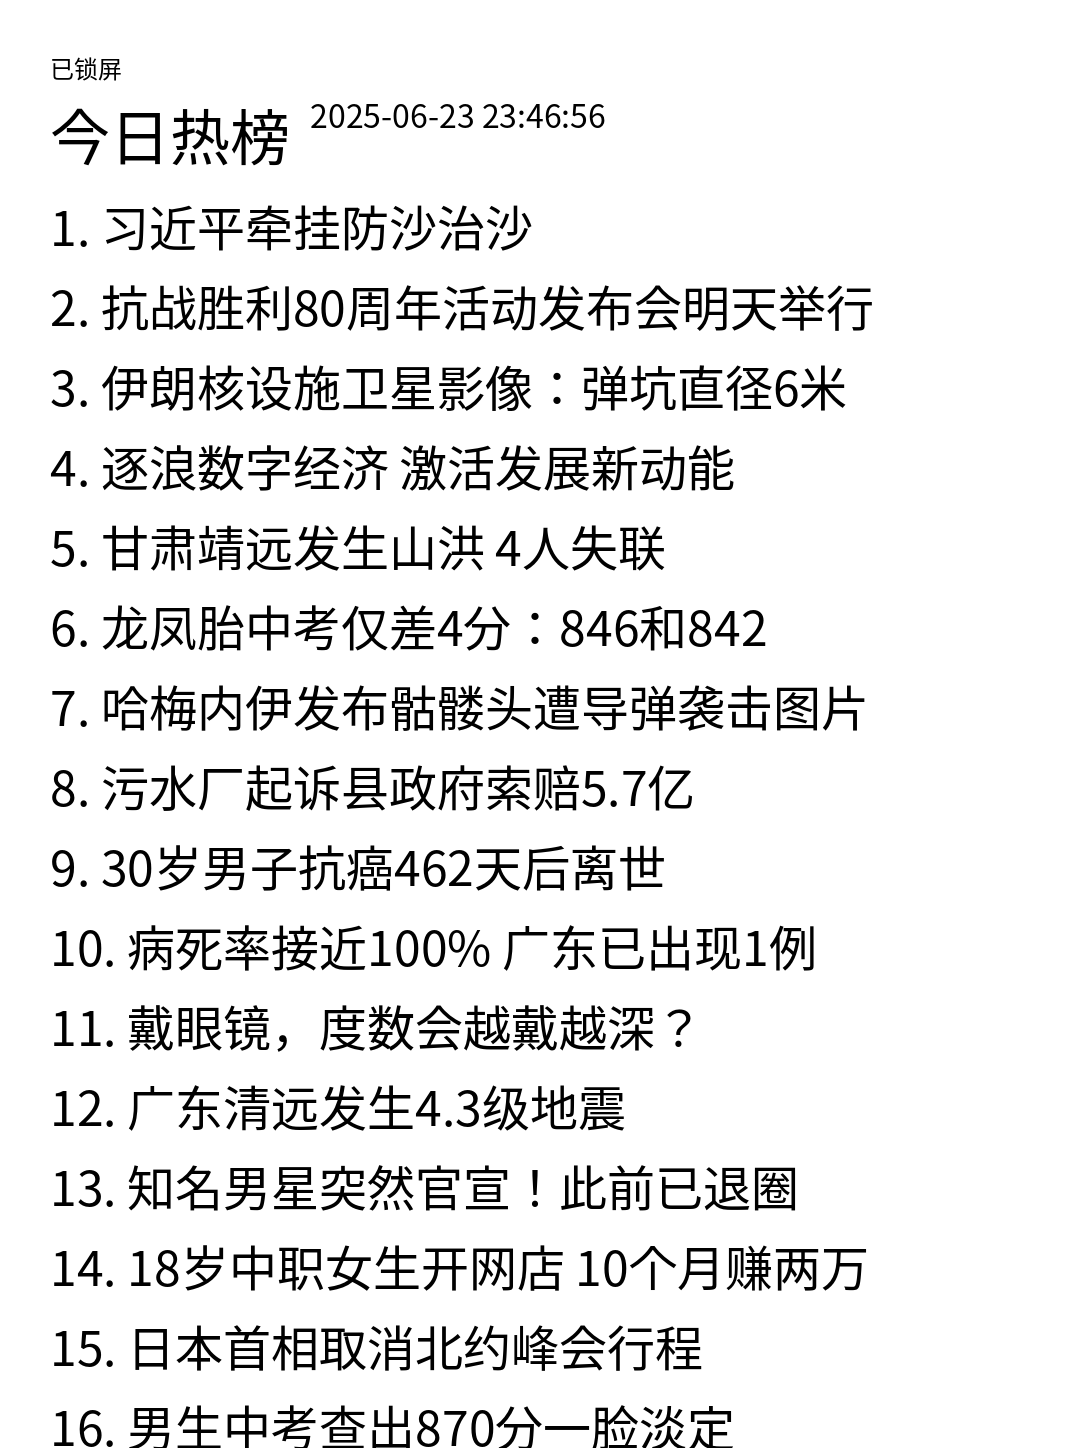 已锁屏
今日热榜 2025-06-23 23:46:56
1. 习近平牵挂防沙治沙
2. 抗战胜利80周年活动发布会明天举行
3. 伊朗核设施卫星影像：弹坑直径6米
4. 逐浪数字经济 激活发展新动能
5. 甘肃靖远发生山洪 4人失联
6. 龙凤胎中考仅差4分：846和842
7. 哈梅内伊发布骷髅头遭导弹袭击图片
8. 污水厂起诉县政府索赔5.7亿
9. 30岁男子抗癌462天后离世
10. 病死率接近100% 广东已出现1例
11. 戴眼镜，度数会越戴越深？
12. 广东清远发生4.3级地震
13. 知名男星突然官宣！此前已退圈
14. 18岁中职女生开网店 10个月赚两万
15. 日本首相取消北约峰会行程
16. 男生中考查出870分一脸淡定